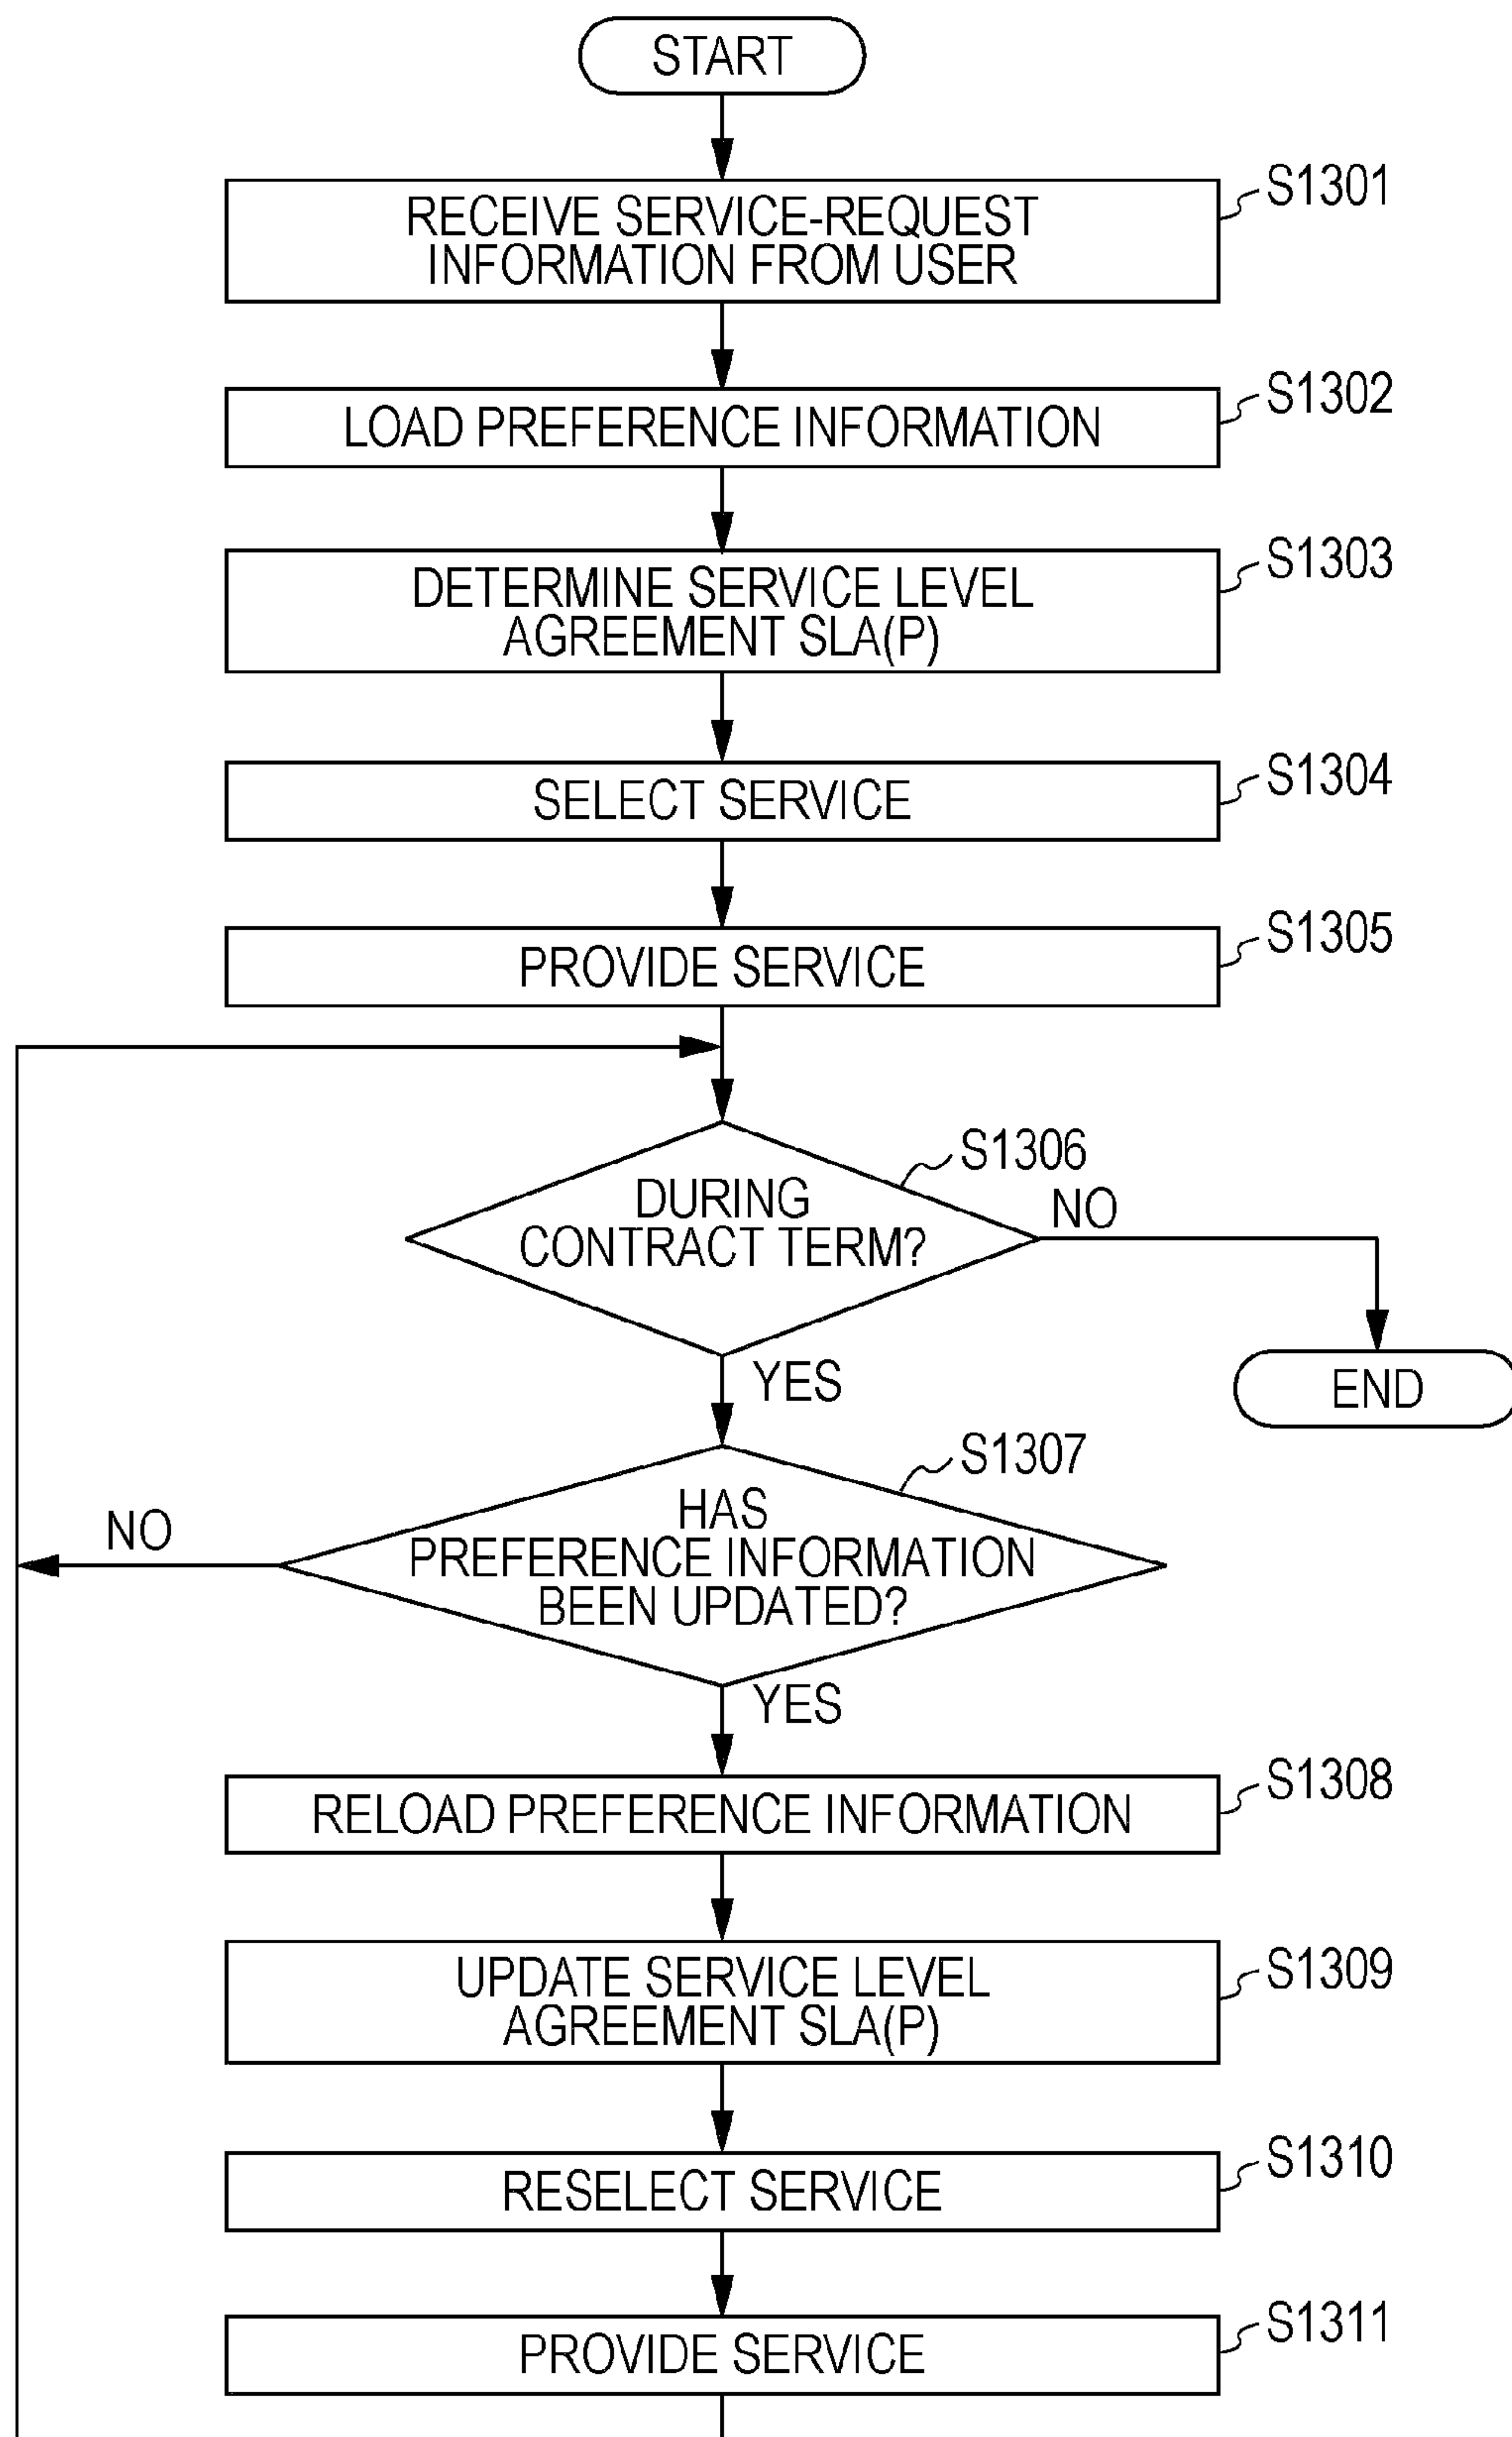 START
S1301
RECEIVE SERVICE-REQUEST
INFORMATION FROM USER
S1302
LOAD PREFERENCE INFORMATION
S1303
DETERMINE SERVICE LEVEL
AGREEMENT SLA(P)
S1304
SELECT SERVICE
S1305
PROVIDE SERVICE
S1306
DURING
CONTRACT TERM?
NO
END
YES
S1307
HAS
PREFERENCE INFORMATION
BEEN UPDATED?
NO
YES
S1308
RELOAD PREFERENCE INFORMATION
S1309
UPDATE SERVICE LEVEL
AGREEMENT SLA(P)
S1310
RESELECT SERVICE
S1311
PROVIDE SERVICE